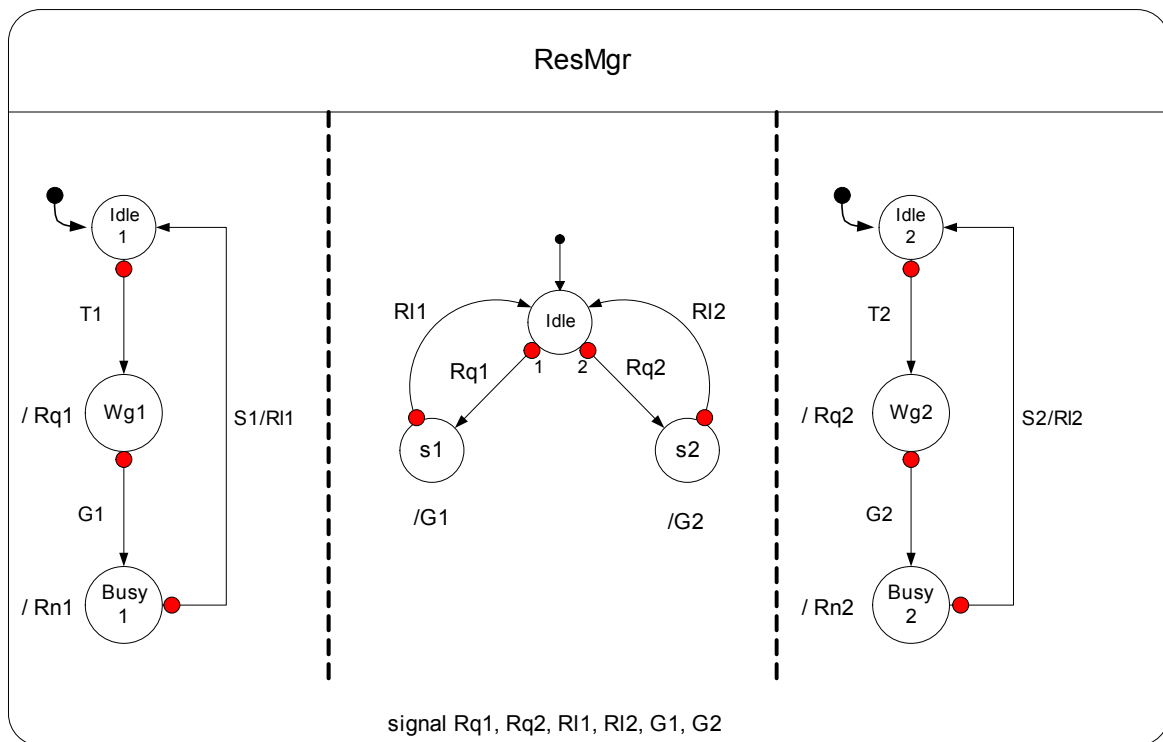 ResMgr
Idle
1
T1
/ Rq1
Wg1
S1/Rl1
G1
/ Rn1
Busy
1
Rl1
Idle
Rl2
Rq1
1
2
Rq2
s1
s2
/G1
/G2
Idle
2
T2
/ Rq2
Wg2
S2/Rl2
G2
/ Rn2
Busy
2
signal Rq1, Rq2, Rl1, Rl2, G1, G2